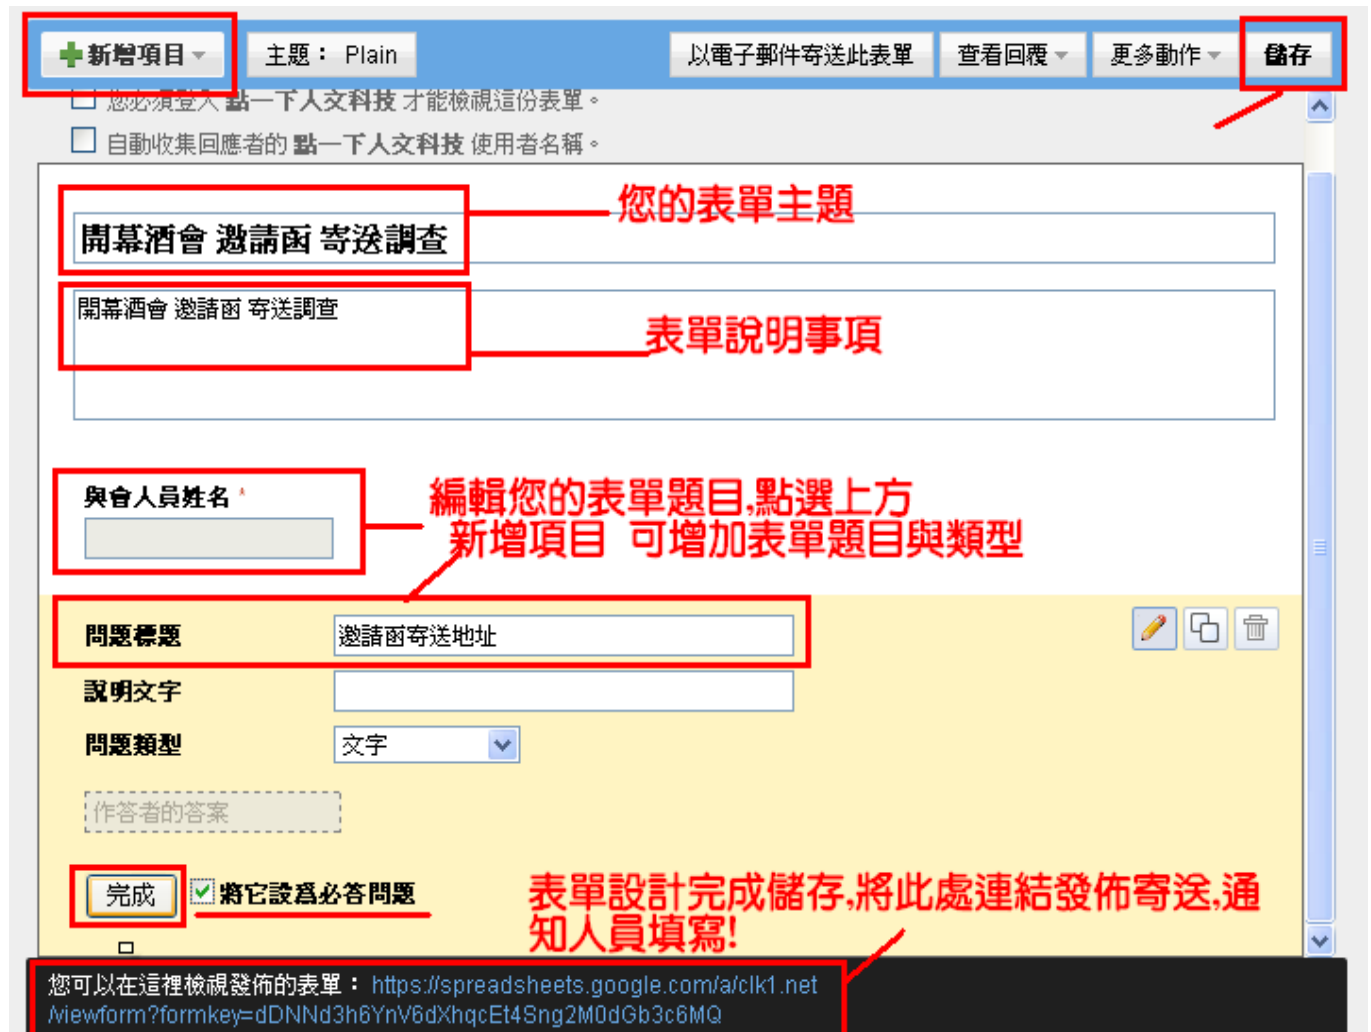 新增項目
主題： Plain
以電子郵件寄送此表單
查看回覆
更多動作
儲存
您必須登入 點一下人文科技 才能檢視這份表單。
自動收集回應者的 點一下人文科技 使用者名稱。
您的表單主題
開幕酒會 邀請函 寄送調查
開幕酒會 邀請函 寄送調查
表單說明事項
與會人員姓名 *
編輯您的表單題目,點選上方
新增項目 可增加表單題目與類型
問題標題
邀請函寄送地址
說明文字
問題類型
文字
作答者的答案
完成
將它設為必答問題
表單設計完成儲存,將此處連結發佈寄送,通
知人員填寫!
您可以在這裡檢視發佈的表單： https://spreadsheets.google.com/a/clk1.net
/viewform?formkey=dDNNd3h6YnV6dXhqcEt4Sng2M0dGb3c6MQ